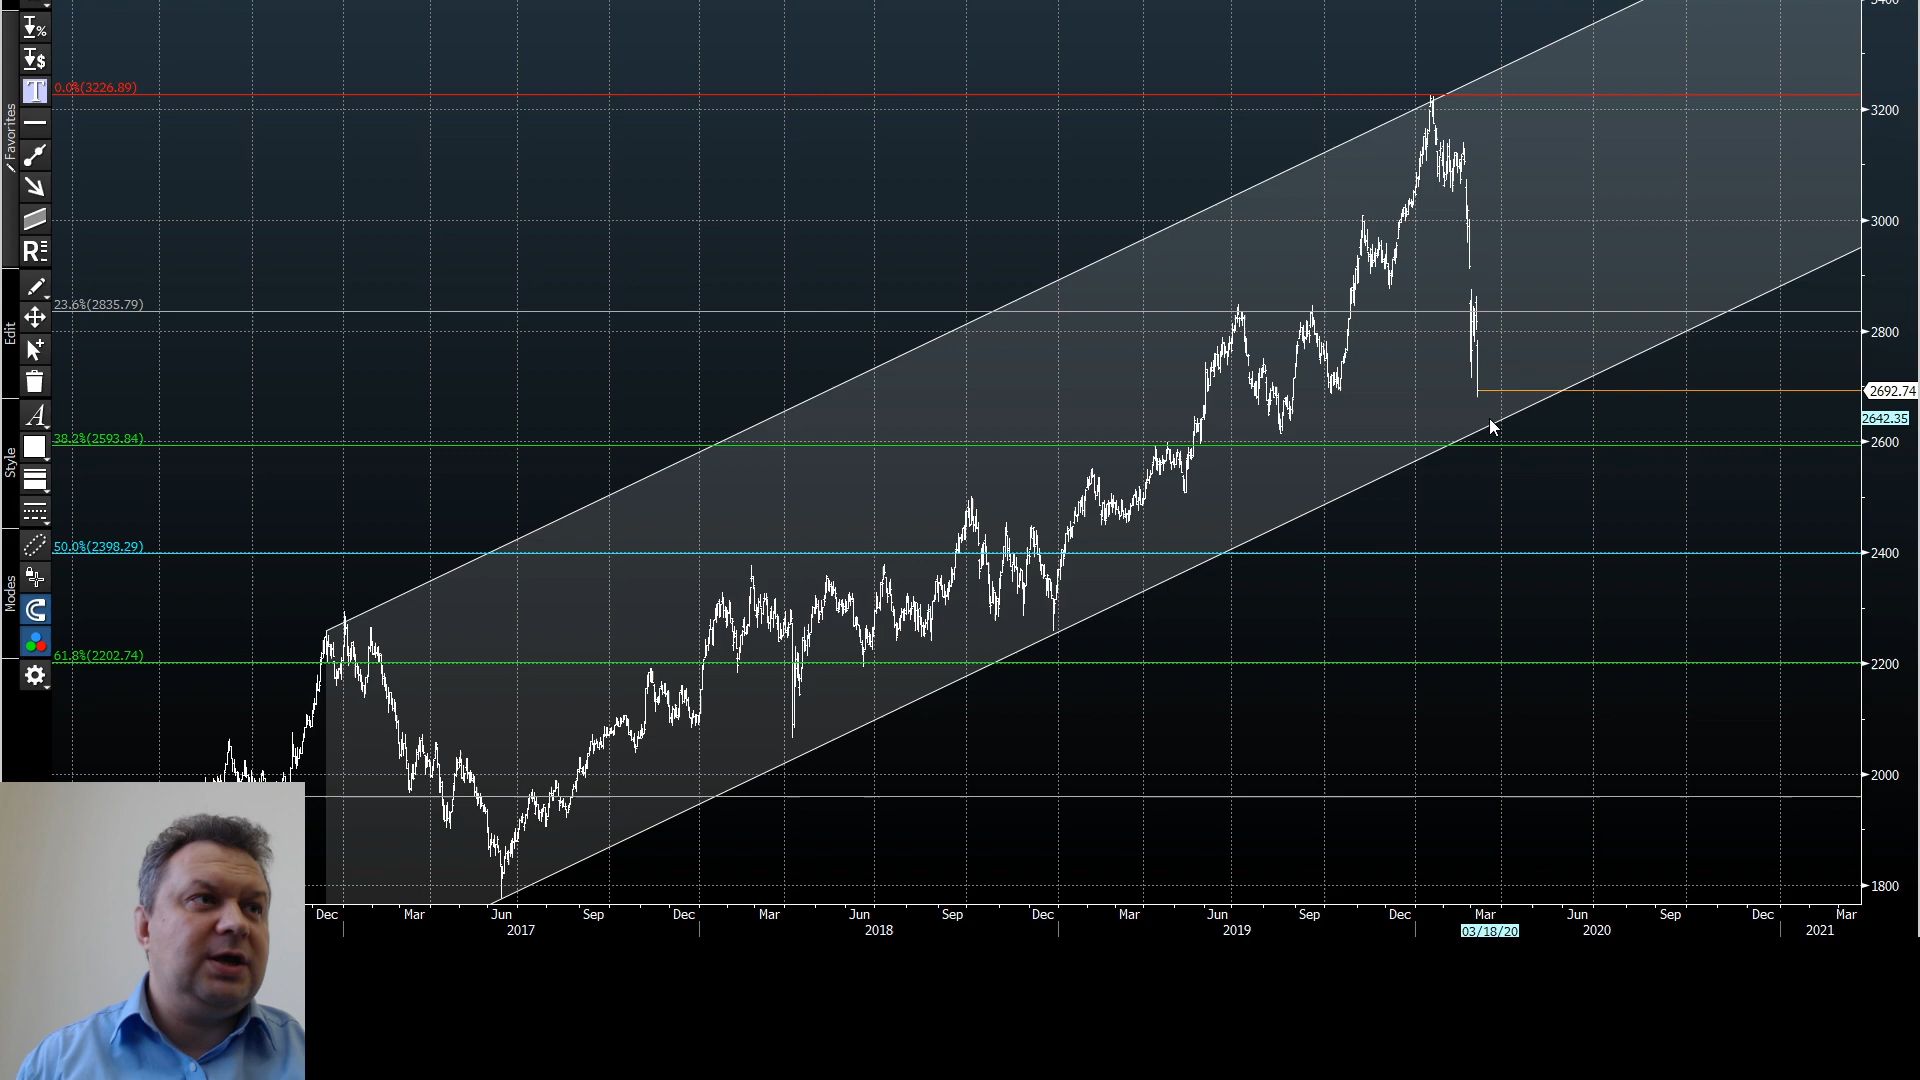 3400
%
$
T
0.0%(3226.89)
3200
Favorites
R
3000
23.6%(2835.79)
Edit
2800
2692.74
A
2642.35
38.2%(2593.84)
2600
Style
50.0%(2398.29)
2400
Modes
61.8%(2202.74)
2200
2000
1800
Dec Mar Jun Sep Dec Mar Jun Sep Dec Mar Jun Sep Dec Mar Jun Sep Dec Mar
2017 2018 2019 03/18/20 2020 2021